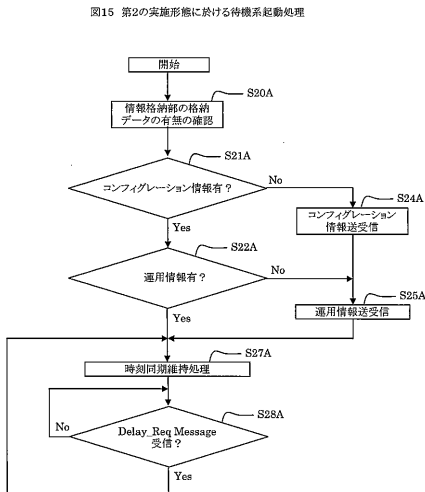 図15 第2の実施形態に於ける待機系起動処理
開始
S20A
情報格納部の格納
データの有無の確認
S21A
コンフィグレーション情報有？
No
S24A
コンフィグレーション
情報送受信
Yes
S22A
運用情報有？
No
S25A
運用情報送受信
Yes
S27A
時刻同期維持処理
S28A
No
Delay_Req Message
受信？
Yes